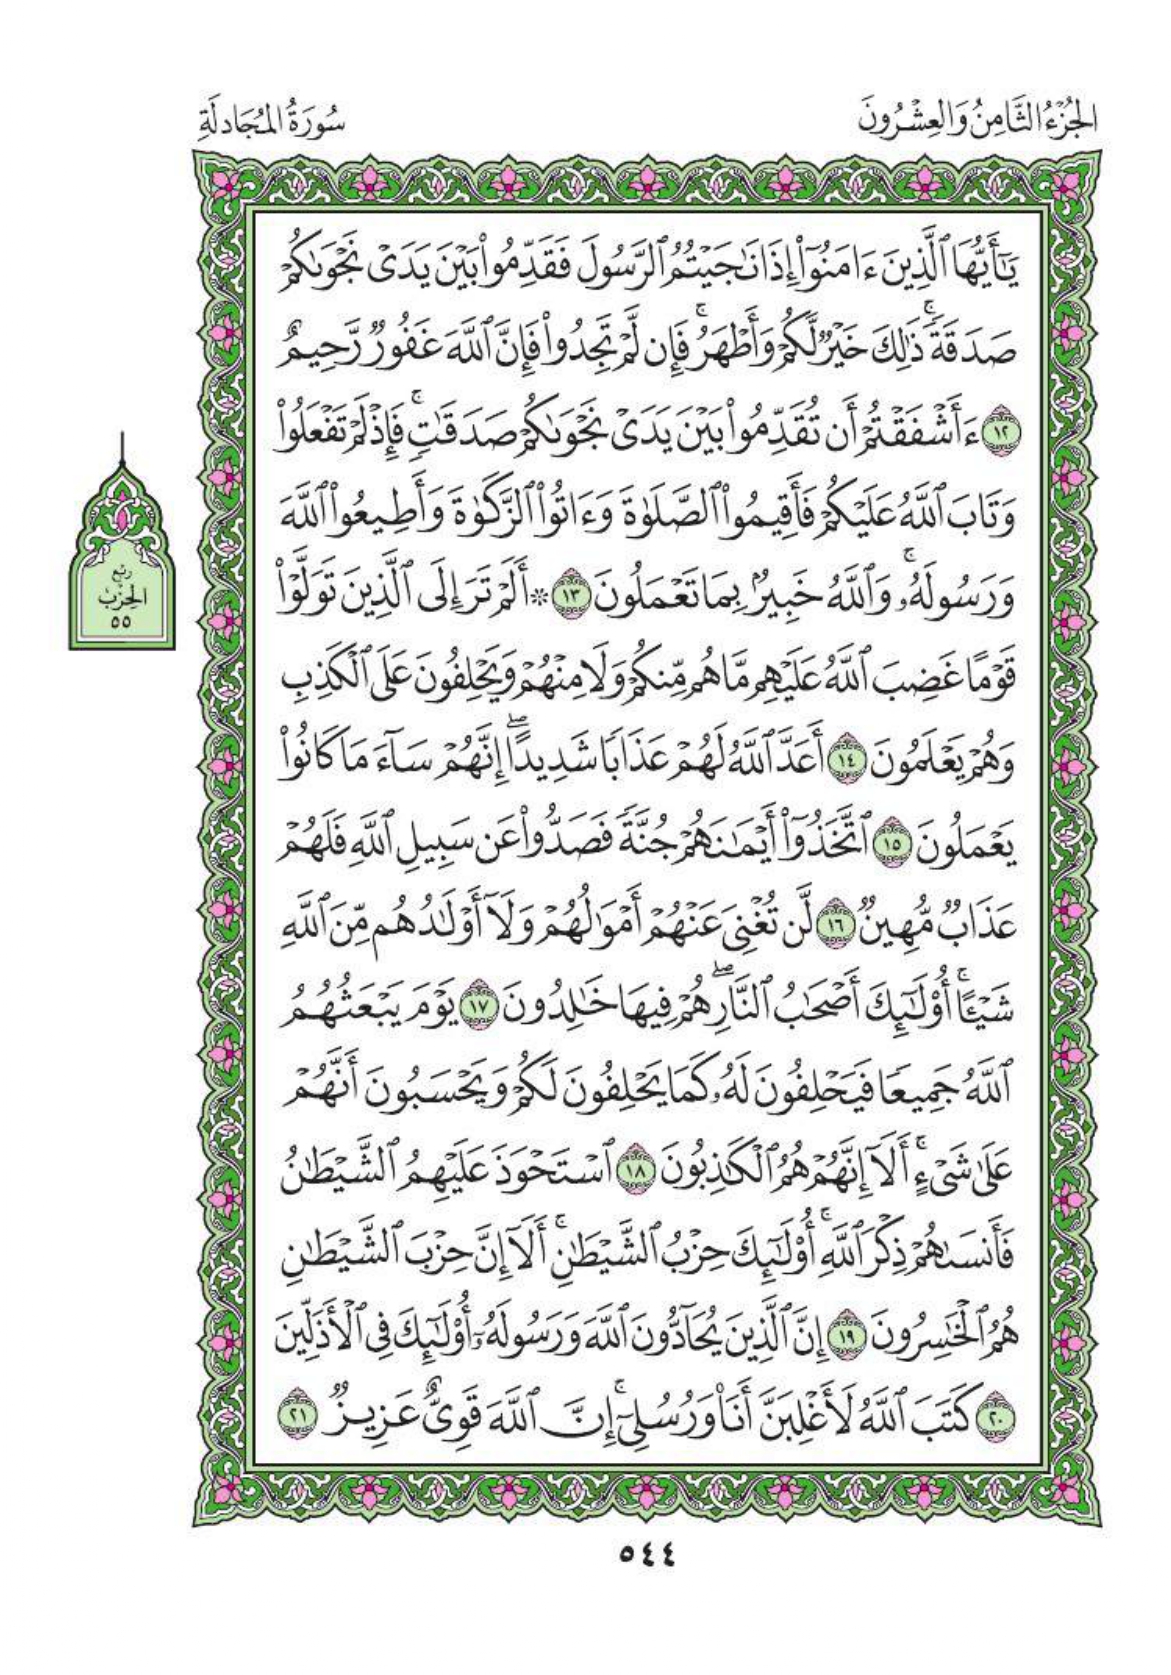 الجُزْءُ الثَّامِنُ وَالعِشْرُونَ
سُورَةُ المُجَادلَةِ
يَٰٓأَيُّهَا ٱلَّذِينَ ءَامَنُوٓاْ إِذَا نَٰجَيۡتُمُ ٱلرَّسُولَ فَقَدِّمُواْ بَيۡنَ يَدَىۡ نَجۡوَىٰكُمۡ
صَدَقَةٗۚ ذَٰلِكَ خَيۡرٞ لَّكُمۡ وَأَطۡهَرُۚ فَإِن لَّمۡ تَجِدُواْ فَإِنَّ ٱللَّهَ غَفُورٞ رَّحِيمٌ
١٢ ءَأَشۡفَقۡتُمۡ أَن تُقَدِّمُواْ بَيۡنَ يَدَىۡ نَجۡوَىٰكُمۡ صَدَقَٰتٖۚ فَإِذۡ لَمۡ تَفۡعَلُواْ
وَتَابَ ٱللَّهُ عَلَيۡكُمۡ فَأَقِيمُواْ ٱلصَّلَوٰةَ وَءَاتُواْ ٱلزَّكَوٰةَ وَأَطِيعُواْ ٱللَّهَ
وَرَسُولَهُۥۚ وَٱللَّهُ خَبِيرُۢ بِمَا تَعۡمَلُونَ ١٣ ۞ أَلَمۡ تَرَ إِلَى ٱلَّذِينَ تَوَلَّوۡاْ
قَوۡمًا غَضِبَ ٱللَّهُ عَلَيۡهِم مَّا هُم مِّنكُمۡ وَلَا مِنۡهُمۡ وَيَحۡلِفُونَ عَلَى ٱلۡكَذِبِ
وَهُمۡ يَعۡلَمُونَ ١٤ أَعَدَّ ٱللَّهُ لَهُمۡ عَذَابٗا شَدِيدًاۖ إِنَّهُمۡ سَآءَ مَا كَانُواْ
يَعۡمَلُونَ ١٥ ٱتَّخَذُوٓاْ أَيۡمَٰنَهُمۡ جُنَّةٗ فَصَدُّواْ عَن سَبِيلِ ٱللَّهِ فَلَهُمۡ
عَذَابٞ مُّهِينٞ ١٦ لَّن تُغۡنِىَ عَنۡهُمۡ أَمۡوَٰلُهُمۡ وَلَآ أَوۡلَٰدُهُم مِّنَ ٱللَّهِ
شَيۡـًٔاۚ أُوْلَٰٓئِكَ أَصۡحَٰبُ ٱلنَّارِۖ هُمۡ فِيهَا خَٰلِدُونَ ١٧ يَوۡمَ يَبۡعَثُهُمُ
ٱللَّهُ جَمِيعٗا فَيَحۡلِفُونَ لَهُۥ كَمَا يَحۡلِفُونَ لَكُمۡ وَيَحۡسَبُونَ أَنَّهُمۡ
عَلَىٰ شَىۡءٍۚ أَلَآ إِنَّهُمۡ هُمُ ٱلۡكَٰذِبُونَ ١٨ ٱسۡتَحۡوَذَ عَلَيۡهِمُ ٱلشَّيۡطَٰنُ
فَأَنسَىٰهُمۡ ذِكۡرَ ٱللَّهِۚ أُوْلَٰٓئِكَ حِزۡبُ ٱلشَّيۡطَٰنِۚ أَلَآ إِنَّ حِزۡبَ ٱلشَّيۡطَٰنِ
هُمُ ٱلۡخَٰسِرُونَ ١٩ إِنَّ ٱلَّذِينَ يُحَآدُّونَ ٱللَّهَ وَرَسُولَهُۥٓ أُوْلَٰٓئِكَ فِى ٱلۡأَذَلِّينَ
٢٠ كَتَبَ ٱللَّهُ لَأَغۡلِبَنَّ أَنَا۠ وَرُسُلِىٓۚ إِنَّ ٱللَّهَ قَوِىٌّ عَزِيزٞ ٢١
رُبْع
الحِزْبُ
٥٥
٥٤٤